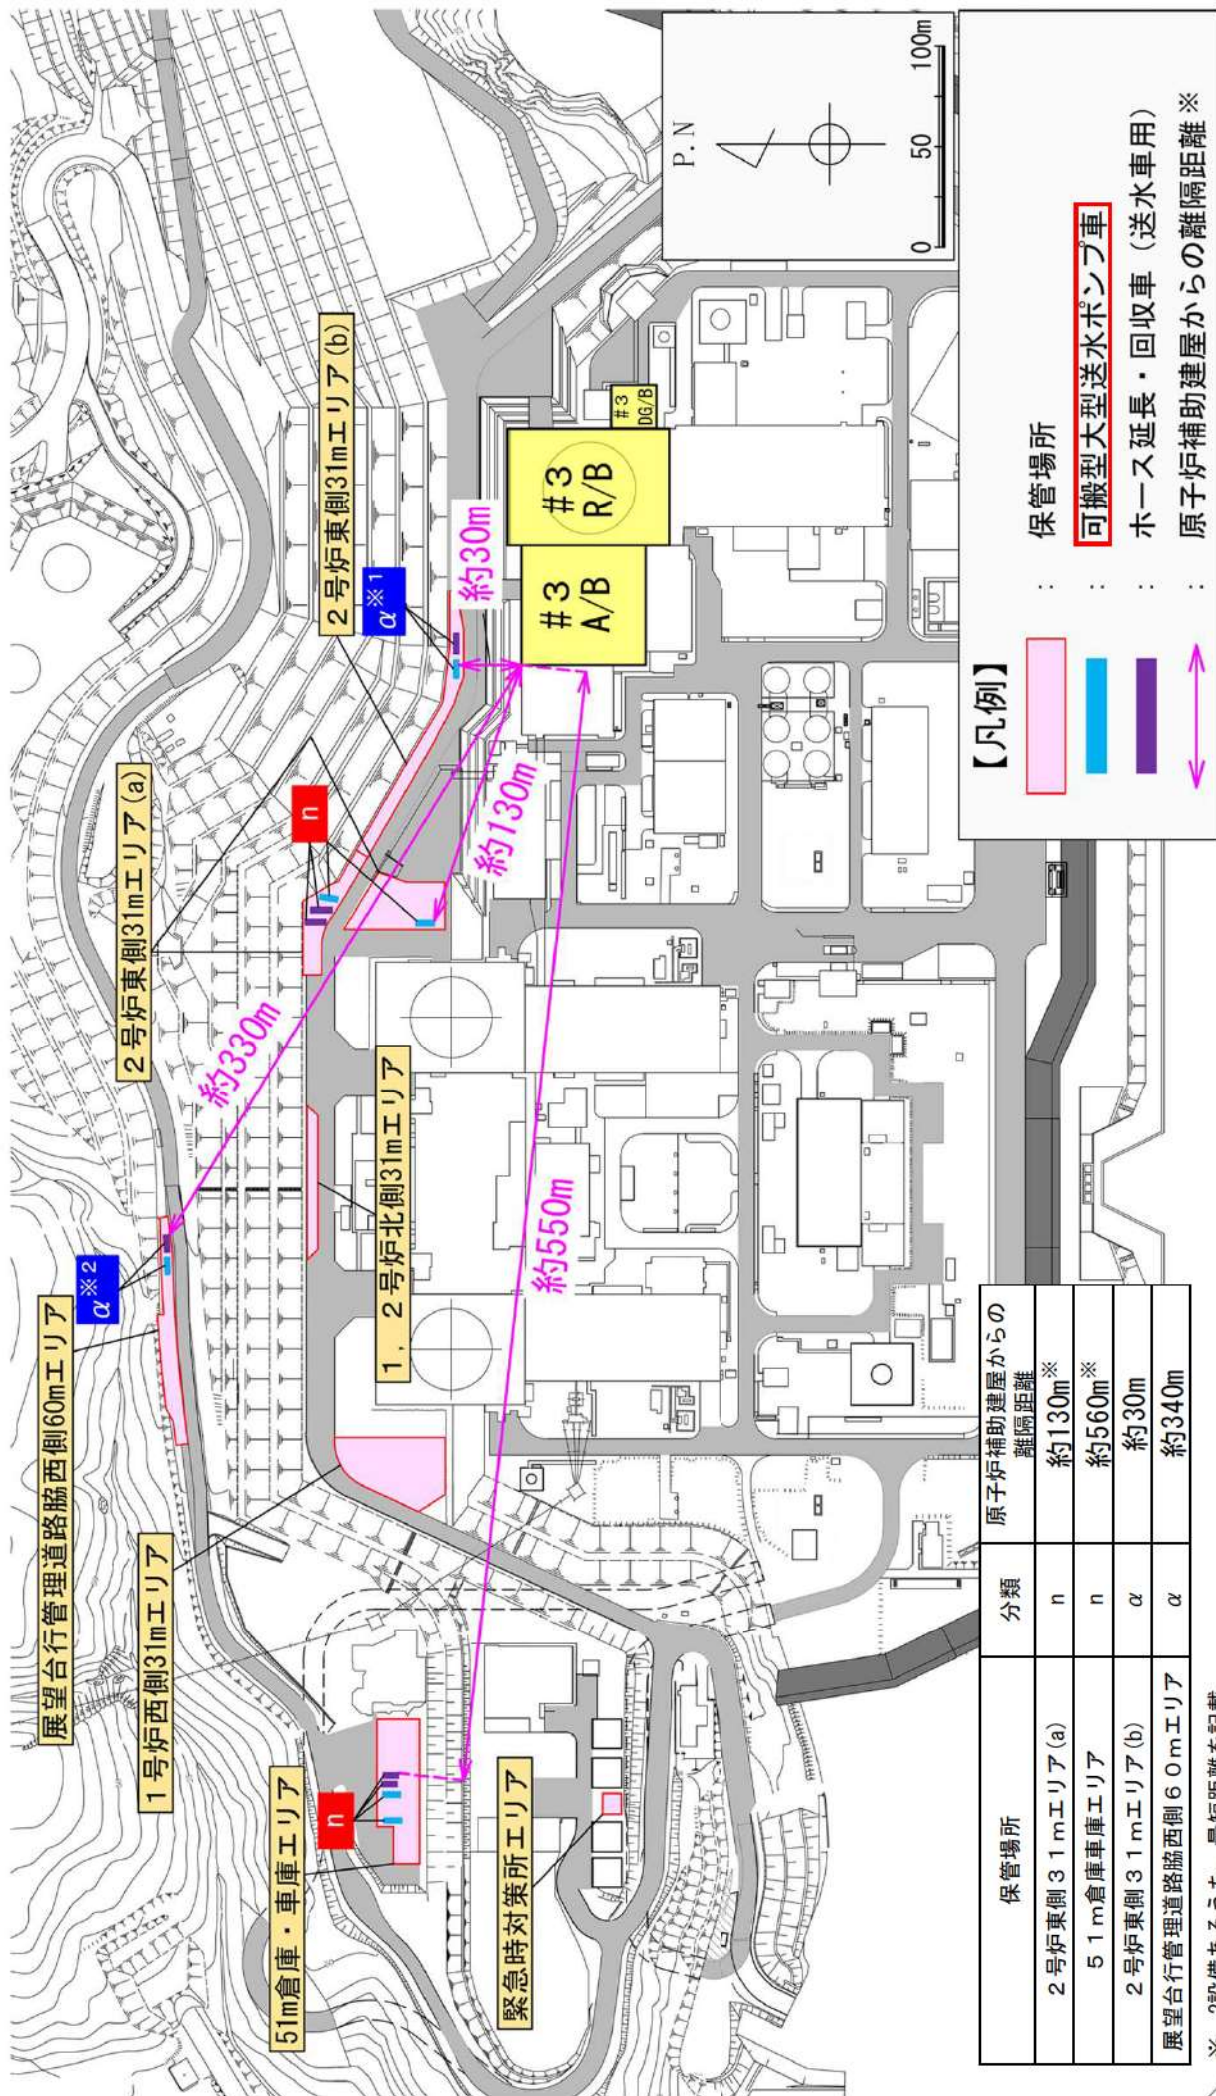 展望台行管理道路脇西側60mエリア
α※2
2号炉東側31mエリア(a)
1号炉西側31mエリア
約330m
n
2号炉東側31mエリア(b)
α※1
51m倉庫・車庫エリア
n
1, 2号炉北側31mエリア
約130m
約30m
約550m
緊急時対策所エリア
#3
A/B
#3
R/B
#3
DG/B
P.N
0 50 100m
【凡例】
： 保管場所
： 可搬型大型送水ポンプ車
： ホース延長・回収車（送水車用）
： 原子炉補助建屋からの離隔距離※
保管場所 分類 原子炉補助建屋からの
離隔距離
2号炉東側31mエリア(a) n 約130m※
51m倉庫車庫エリア n 約560m※
2号炉東側31mエリア(b) α 約30m
展望台行管理道路脇西側60mエリア α 約340m